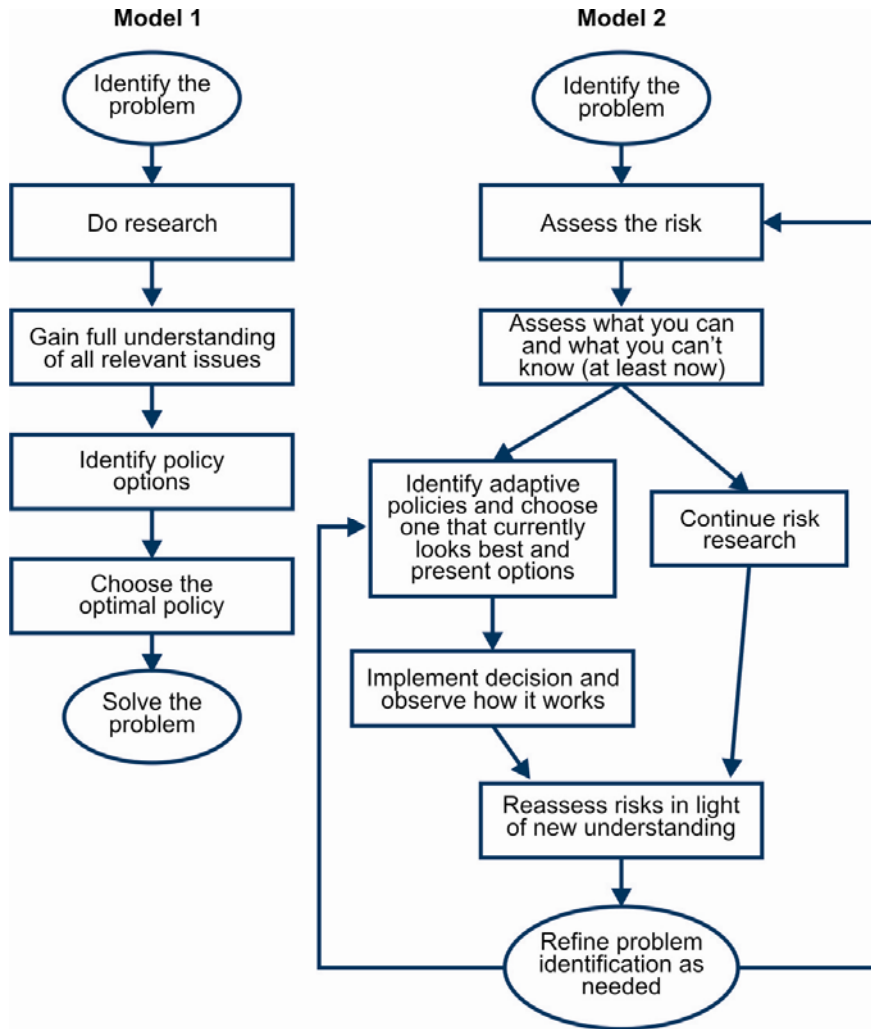 Model 1
Identify the
problem
Do research
Gain full understanding
of all relevant issues
Identify policy
options
Choose the
optimal policy
Solve the
problem
Model 2
Identify the
problem
Assess the risk
Assess what you can
and what you can't
know (at least now)
Identify adaptive
policies and choose
one that currently
looks best and
present options
Continue risk
research
Implement decision and
observe how it works
Reassess risks in light
of new understanding
Refine problem
identification as
needed